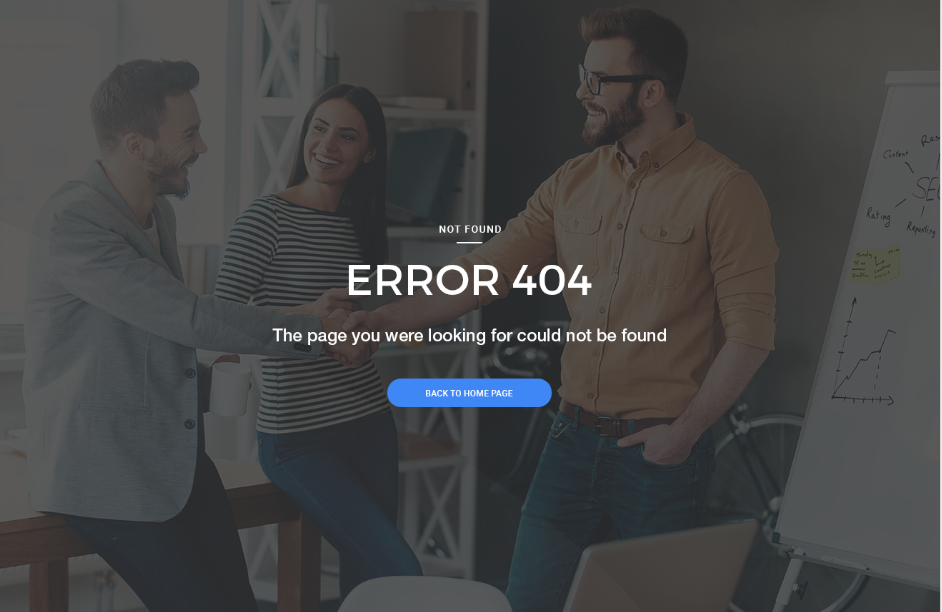 NOT FOUND
ERROR 404
The page you were looking for could not be found
BACK TO HOME PAGE
Content
Rating
Reporting